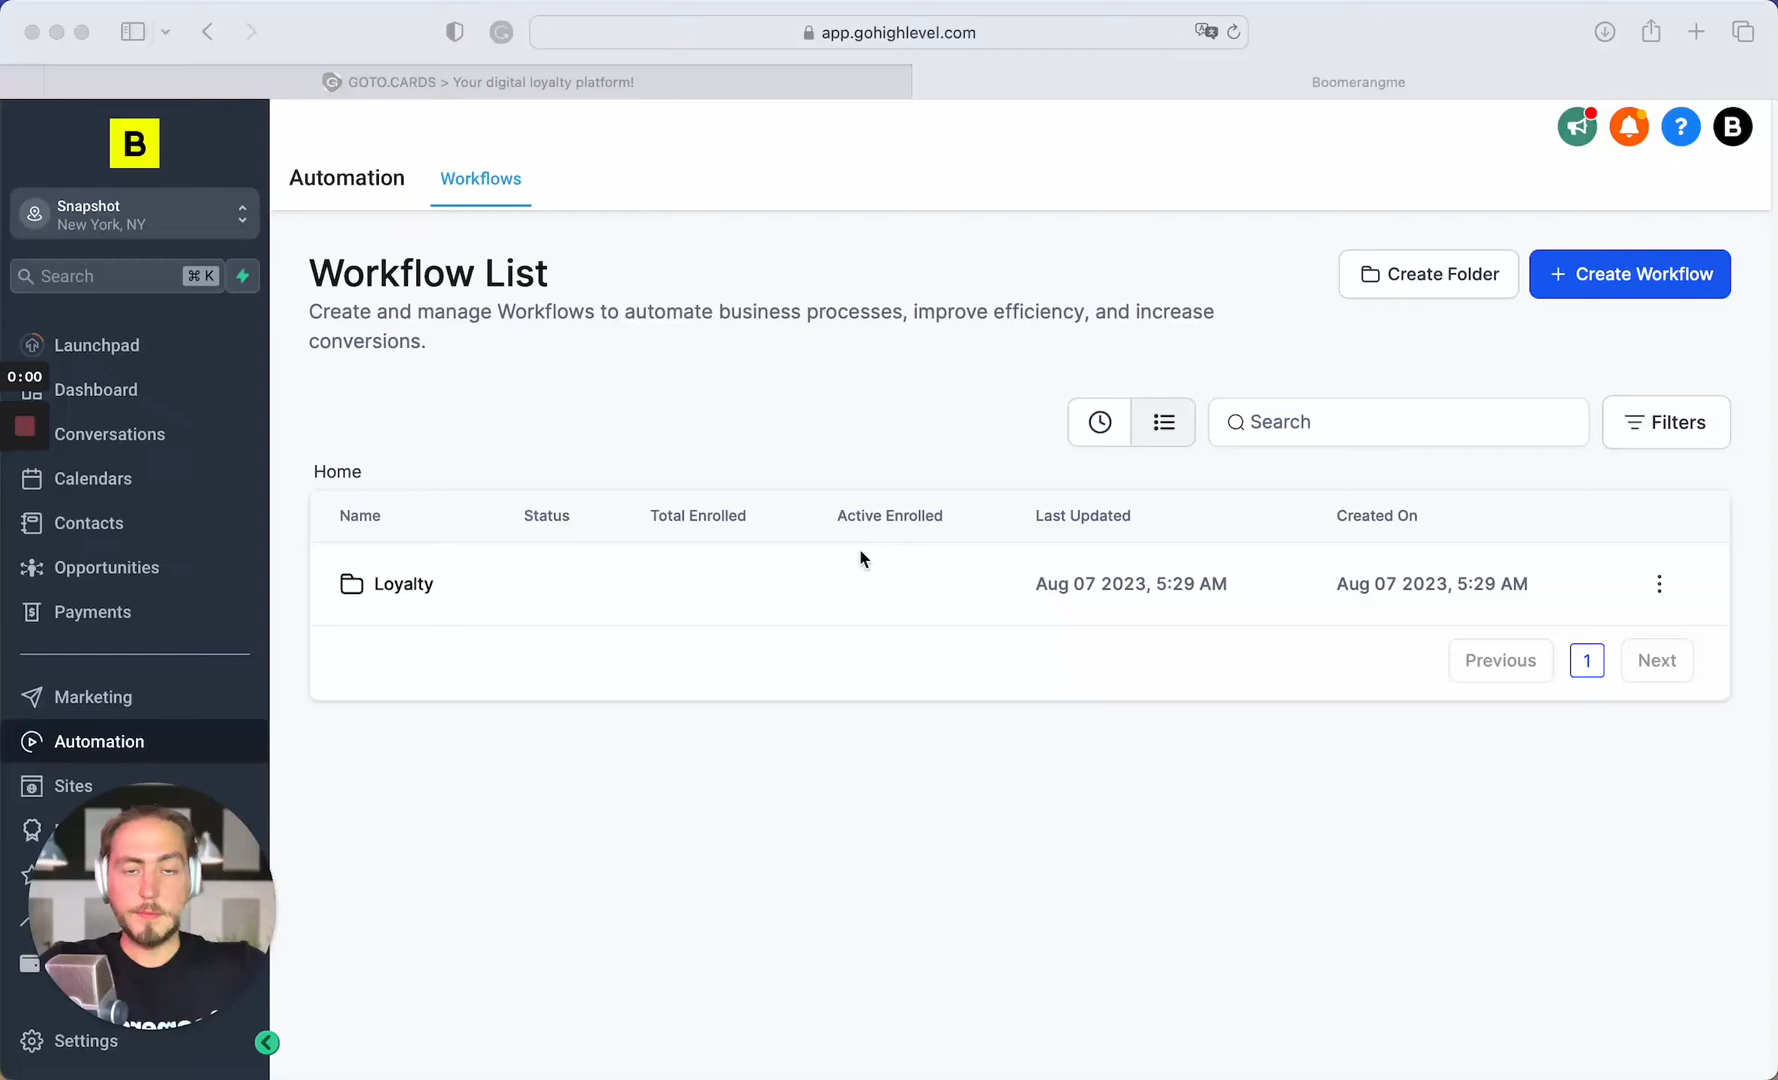 app.gohighlevel.com
GOTO.CARDS > Your digital loyalty platform!
Boomerangme
B
B
Snapshot
New York, NY
Search
⌘ K
Automation
Workflows
Workflow List
Create and manage Workflows to automate business processes, improve efficiency, and increase
conversions.
Create Folder
+ Create Workflow
Launchpad
0:00
Dashboard
Conversations
Calendars
Contacts
Opportunities
Payments
Marketing
Automation
Sites
Settings
Search
Filters
Home
Name
Status
Total Enrolled
Active Enrolled
Last Updated
Created On
Loyalty
Aug 07 2023, 5:29 AM
Aug 07 2023, 5:29 AM
Previous
1
Next